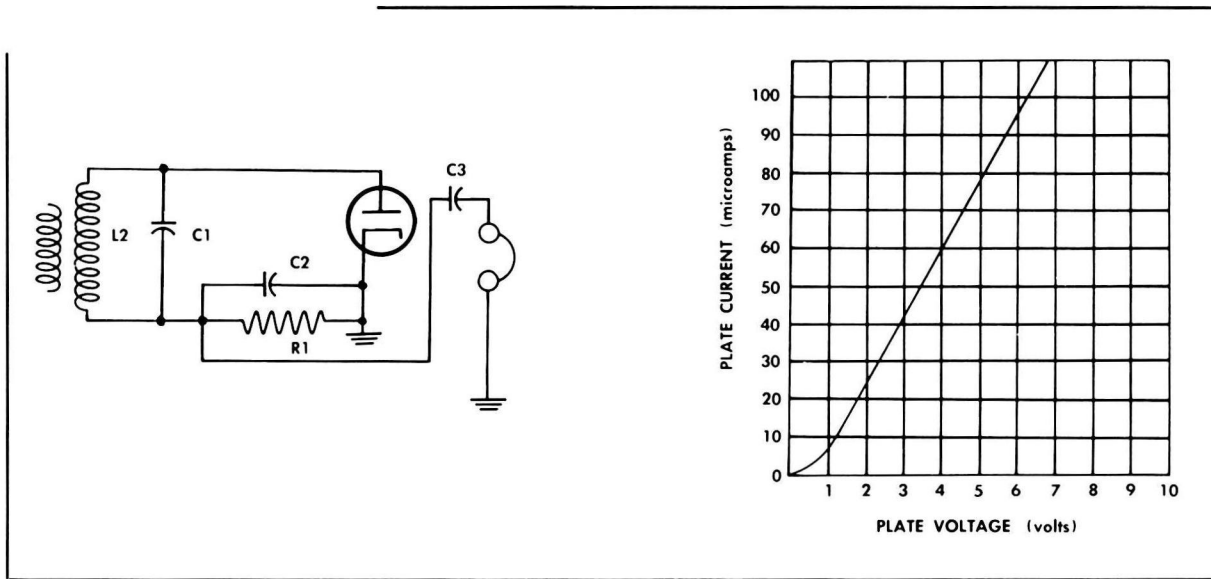 L2
C1
C2
R1
C3
PLATE CURRENT (microamps)
100
90
80
70
60
50
40
30
20
10
0
1 2 3 4 5 6 7 8 9 10
PLATE VOLTAGE (volts)